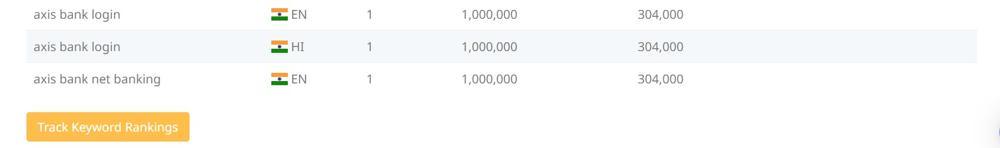 axis bank login EN 1 1,000,000 304,000
axis bank login HI 1 1,000,000 304,000
axis bank net banking EN 1 1,000,000 304,000
Track Keyword Rankings